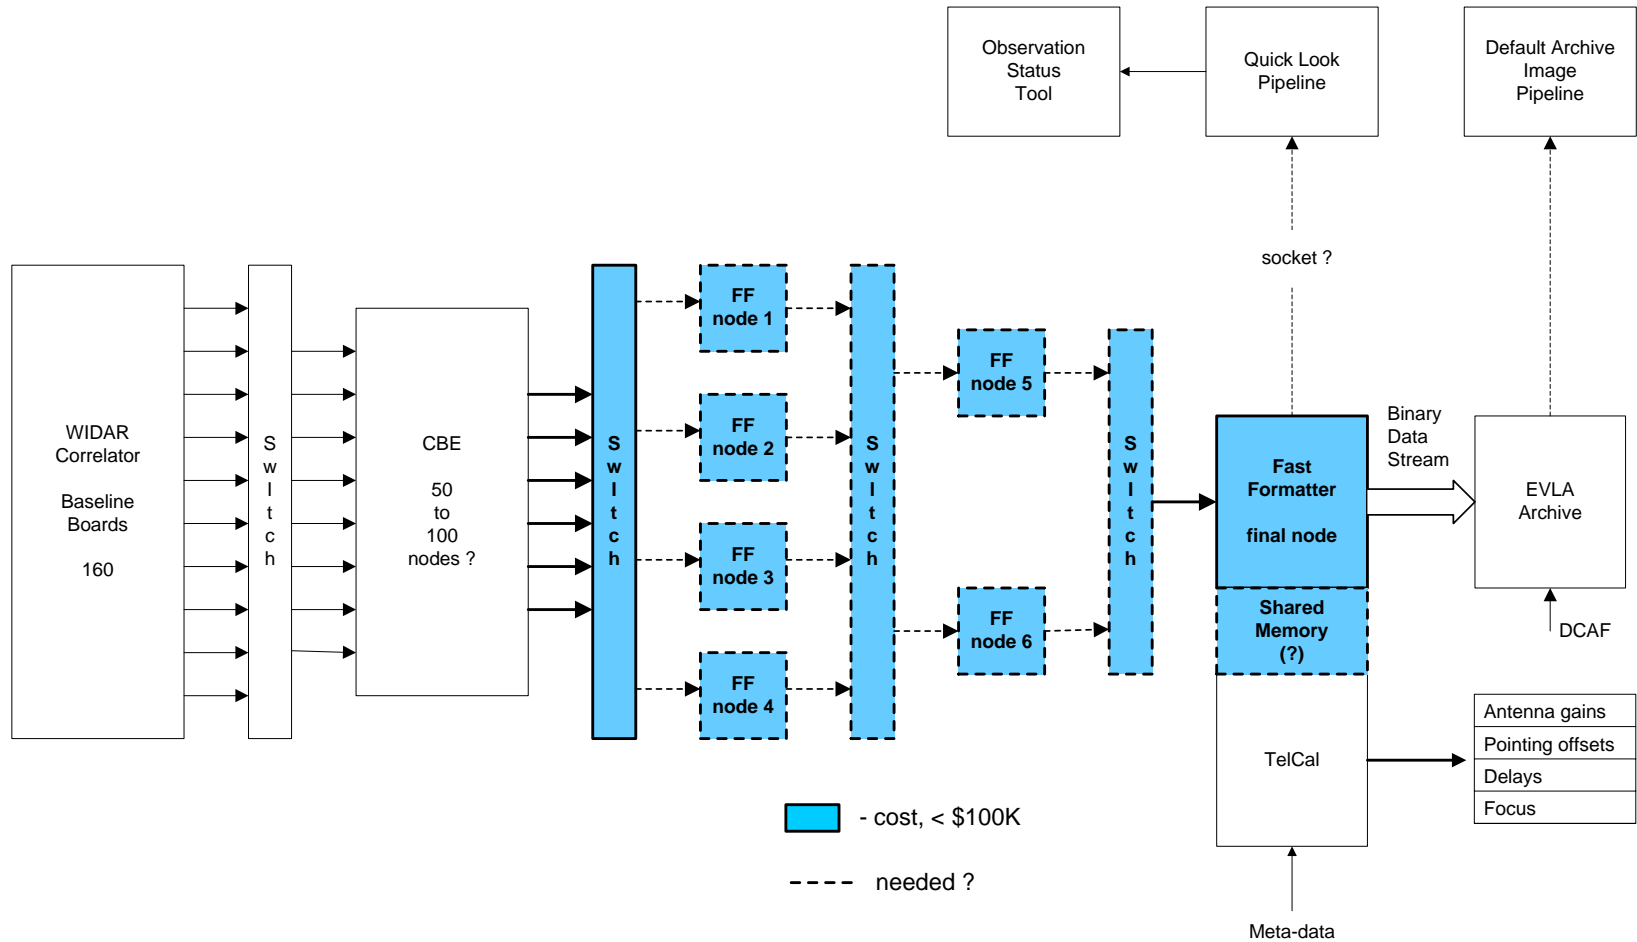 Observation
Status
Tool
Quick Look
Pipeline
Default Archive
Image
Pipeline
socket ?
WIDAR
Correlator
Baseline
Boards
160
S
w
I
t
c
h
CBE
50
to
100
nodes ?
S
w
I
t
c
h
FF
node 1
FF
node 2
FF
node 3
FF
node 4
S
w
I
t
c
h
FF
node 5
FF
node 6
S
w
I
t
c
h
Fast
Formatter
final node
Binary
Data
Stream
EVLA
Archive
Shared
Memory
(?)
DCAF
TelCal
Antenna gains
Pointing offsets
Delays
Focus
- cost, < $100K
needed ?
Meta-data